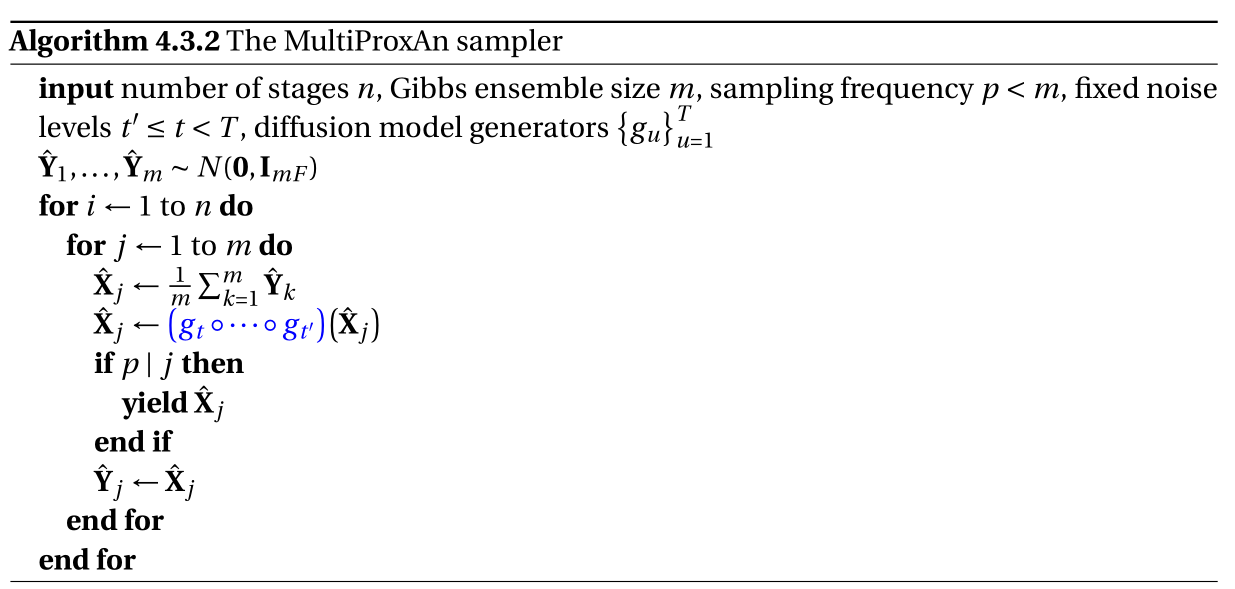 Algorithm 4.3.2 The MultiProxAn sampler
input number of stages n, Gibbs ensemble size m, sampling frequency p < m, fixed noise
levels t′ ≤ t < T, diffusion model generators {g_u}_{u=1}^T
Ŷ_1,...,Ŷ_m ~ N(0, I_{mF})
for i ← 1 to n do
for j ← 1 to m do
X̂_j ← 1/m ∑_{k=1}^m Ŷ_k
X̂_j ← (g_t ∘ ⋯ ∘ g_{t′})(X̂_j)
if p | j then
yield X̂_j
end if
Ŷ_j ← X̂_j
end for
end for